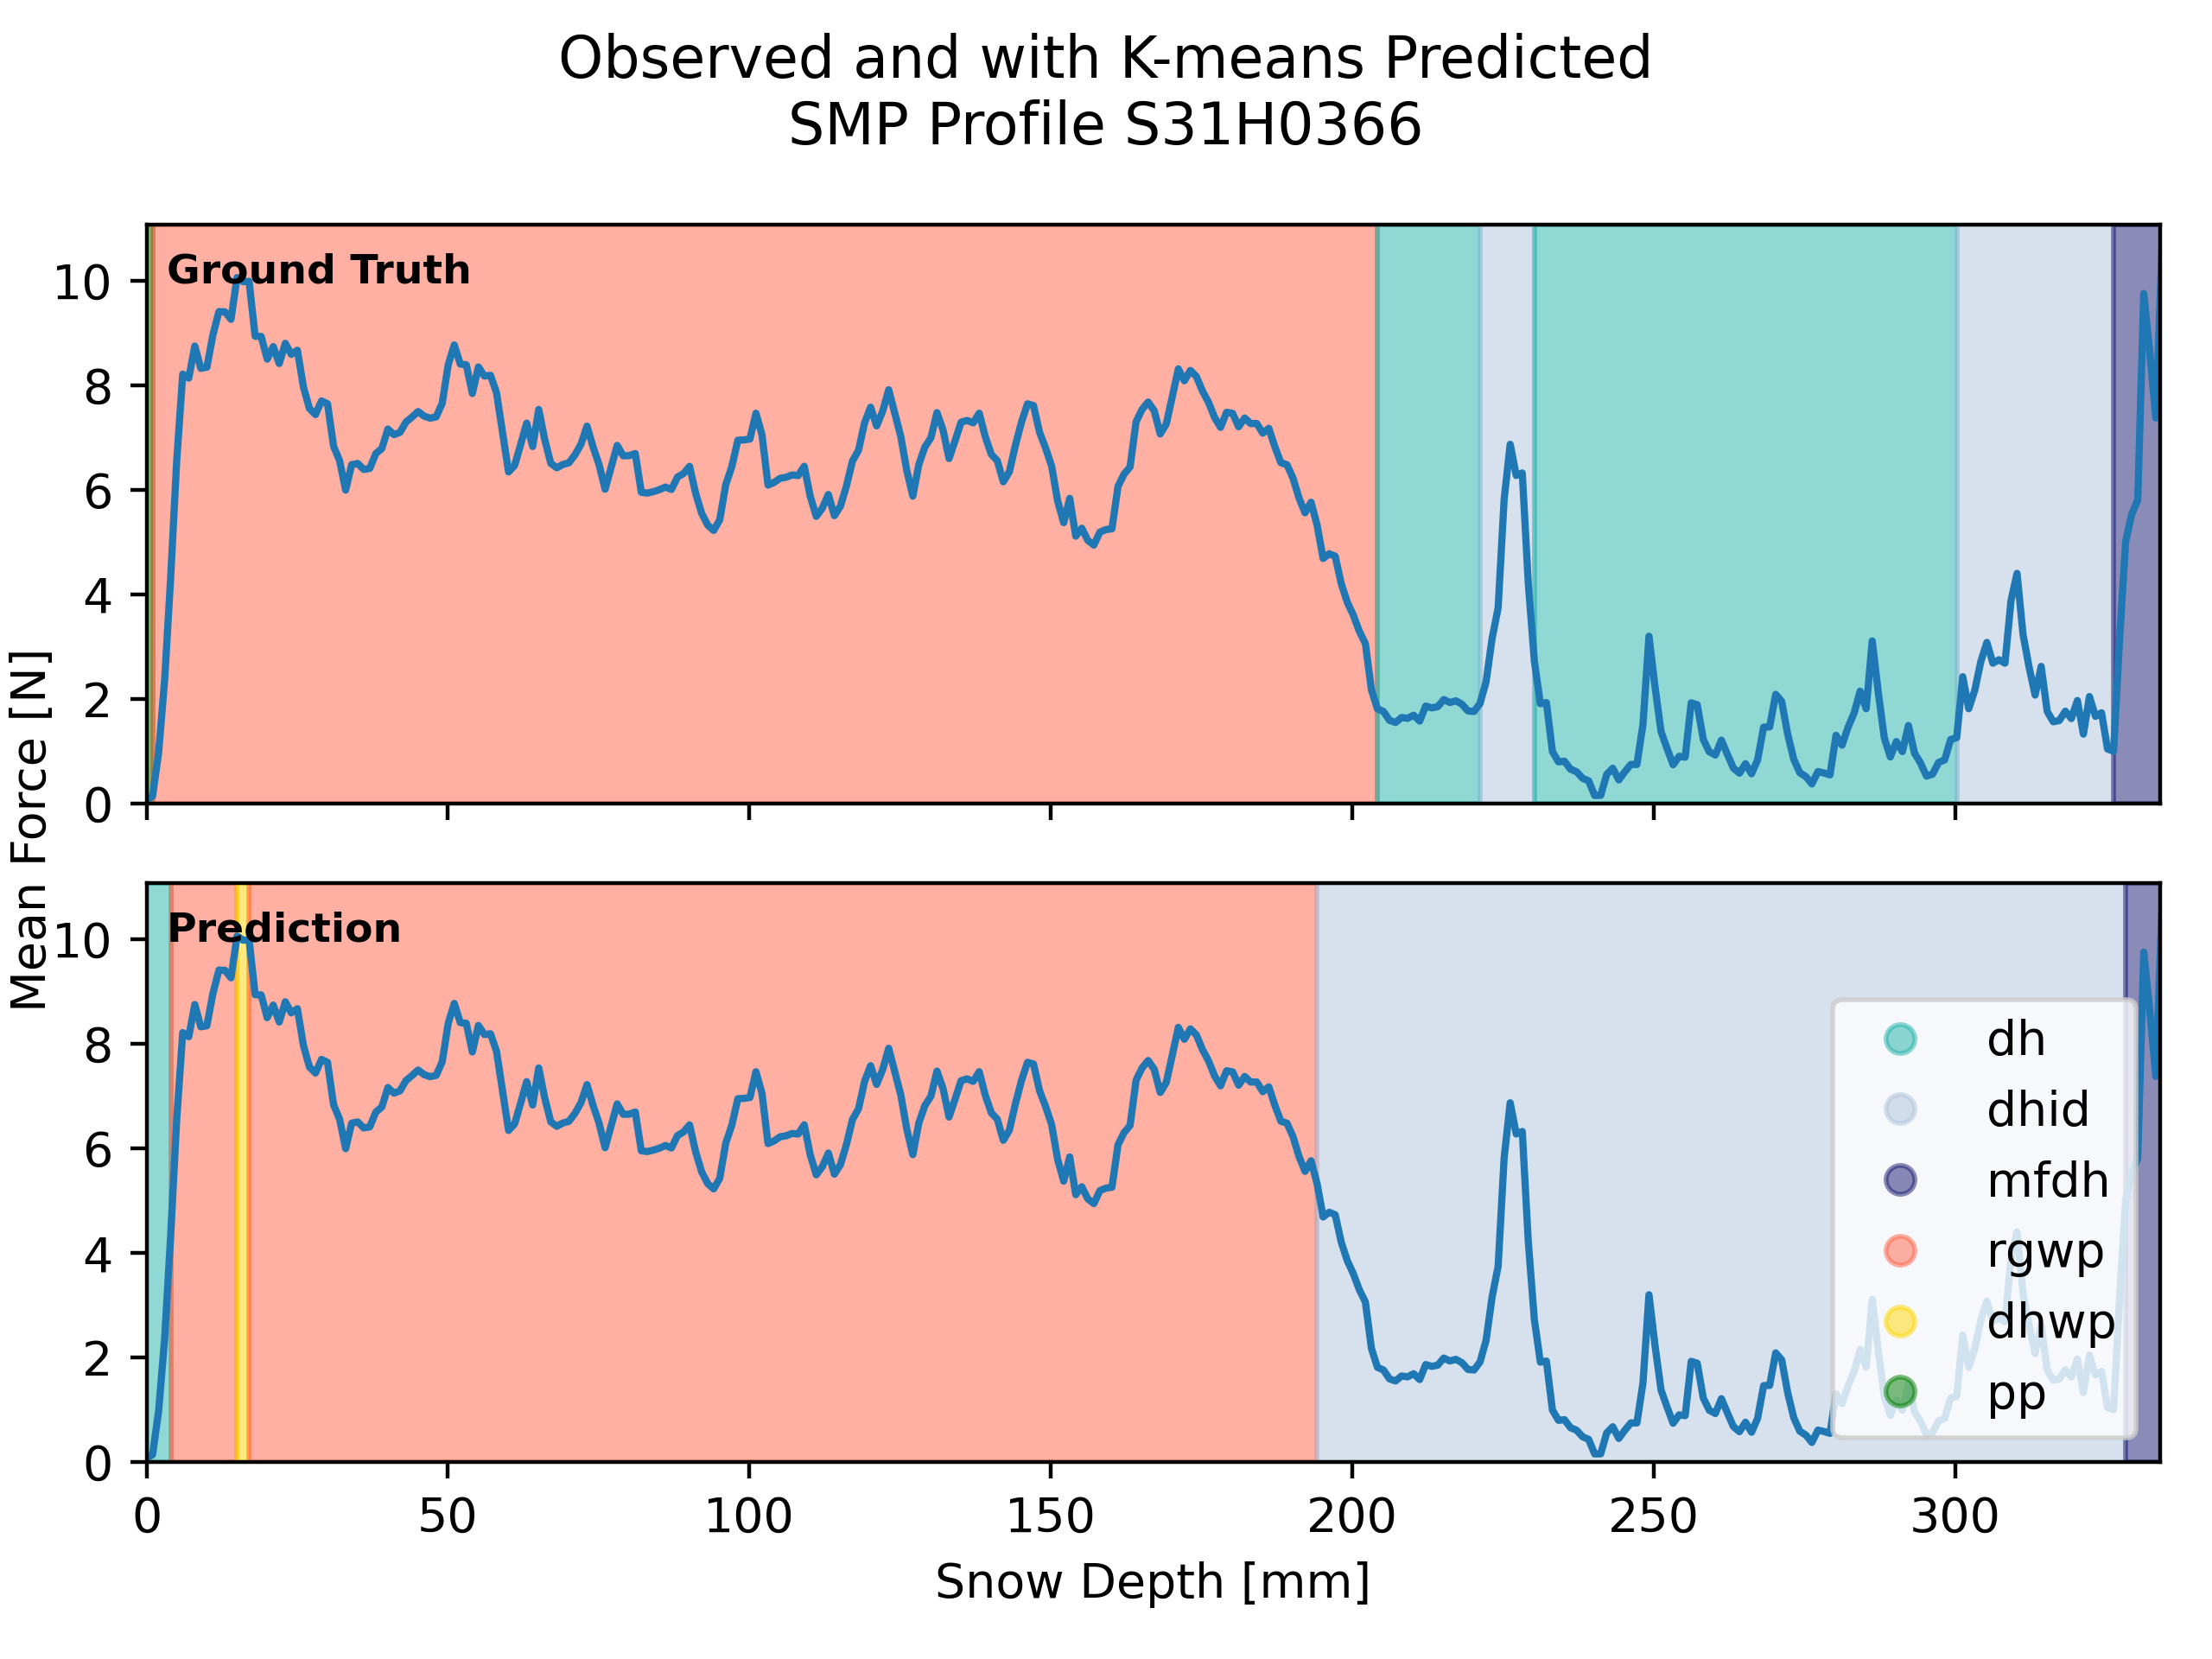 Observed and with K-means Predicted
SMP Profile S31H0366
Mean Force [N]
Ground Truth
10
8
6
4
2
0
Prediction
10
8
6
4
2
0
dh
dhid
mfdh
rgwp
dhwp
pp
0 50 100 150 200 250 300
Snow Depth [mm]